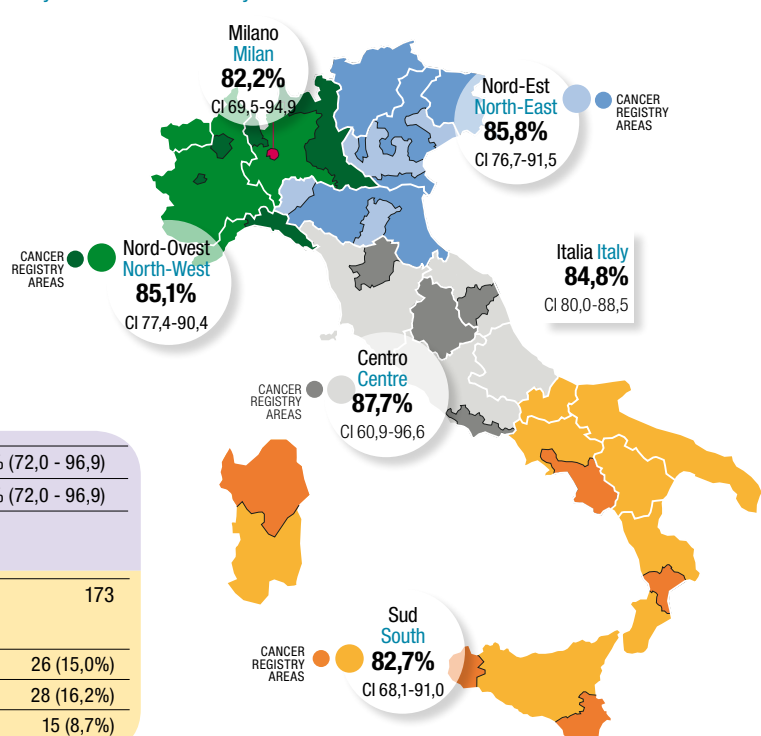 Milano
Milan
82,2%
CI 69,5-94,9
Nord-Est
North-East
85,8%
CI 76,7-91,5
CANCER
REGISTRY
AREAS
CANCER
REGISTRY
AREAS
Nord-Ovest
North-West
85,1%
CI 77,4-90,4
Italia Italy
84,8%
CI 80,0-88,5
CANCER
REGISTRY
AREAS
Centro
Centre
87,7%
CI 60,9-96,6
(72,0 - 96,9)
(72,0 - 96,9)
173
26 (15,0%)
28 (16,2%)
15 (8,7%)
CANCER
REGISTRY
AREAS
Sud
South
82,7%
CI 68,1-91,0